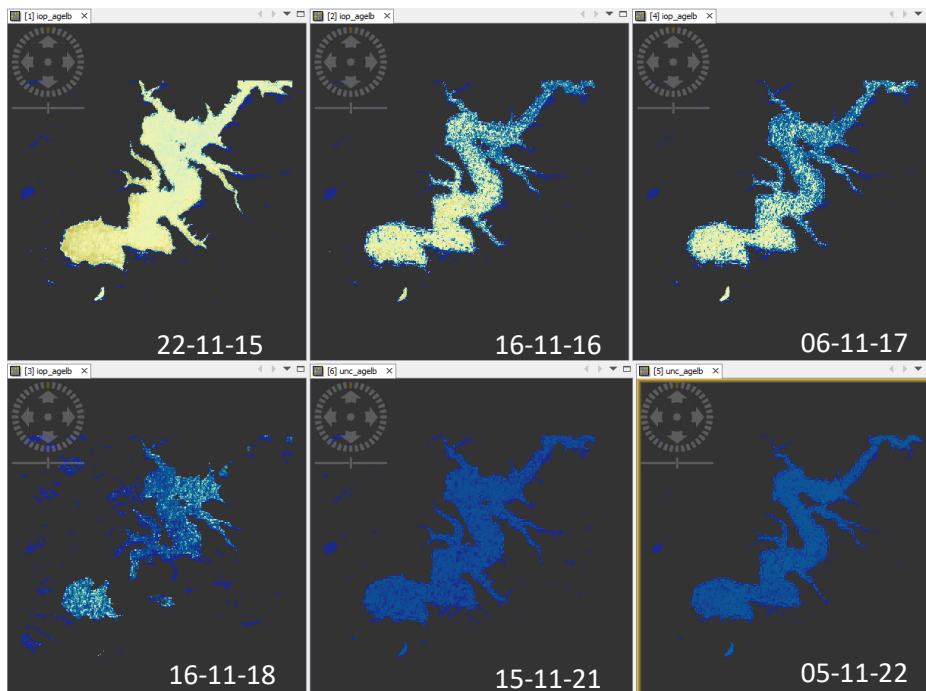 [1] iop_agelb
[2] iop_agelb
[4] iop_agelb
22-11-15
16-11-16
06-11-17
[3] iop_agelb
[6] unc_agelb
[5] unc_agelb
16-11-18
15-11-21
05-11-22